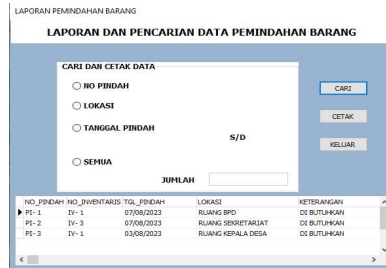 LAPORAN PEMINDAHAN BARANG
LAPORAN DAN PENCARIAN DATA PEMINDAHAN BARANG
CARI DAN CETAK DATA
NO PINDAH
LOKASI
TANGGAL PINDAH
S/D
SEMUA
JUMLAH
CARI
CETAK
KELUAR
NO_PINDAH NO_INVENTARIS TGL_PINDAH LOKASI KETERANGAN
PI- 1 IV- 1 07/08/2023 RUANG BPD DI BUTUHKAN
PI- 2 IV- 3 07/08/2023 RUANG SEKRETARIAT DI BUTUHKAN
PI- 3 IV- 1 03/08/2023 RUANG KEPALA DESA DI BUTUHKAN